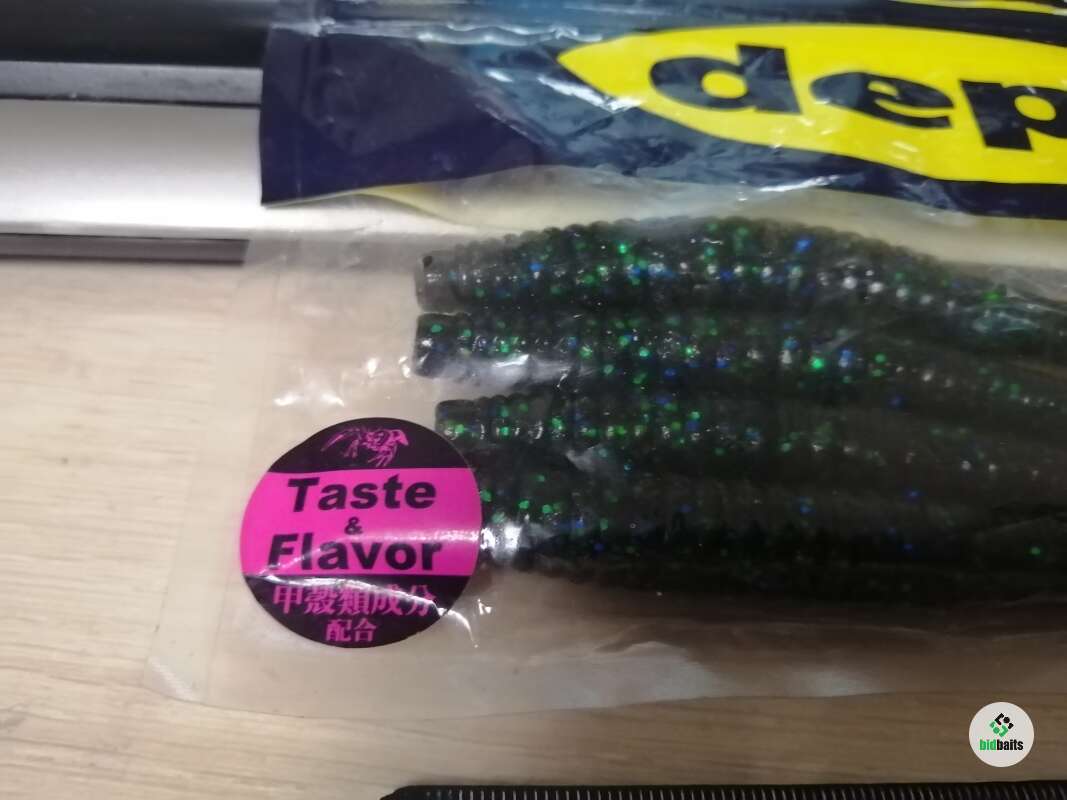 dep
Taste
&
Flavor
甲殻類成分
配合
bidbaits